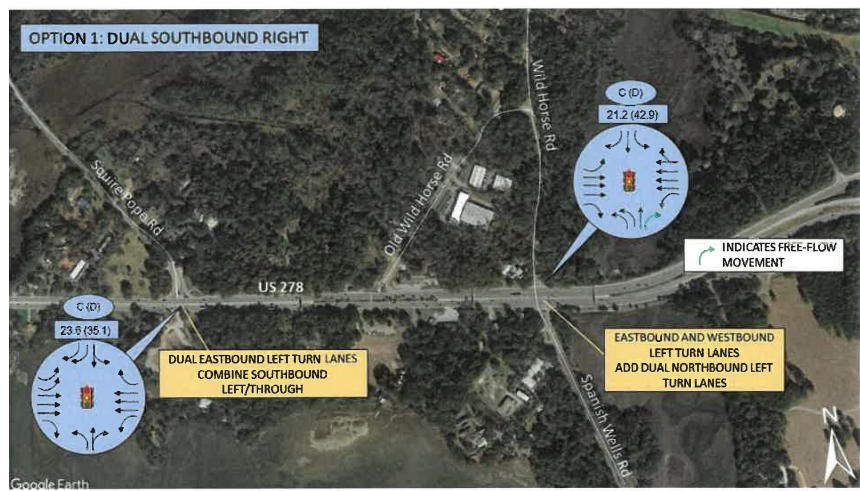 OPTION 1: DUAL SOUTHBOUND RIGHT
Wild Horse Rd
C (D)
21.2 (42.9)
Squire Pope Rd
Old Wild Horse Rd
INDICATES FREE-FLOW
MOVEMENT
US 278
C (D)
23.6 (35.1)
DUAL EASTBOUND LEFT TURN LANES
COMBINE SOUTHBOUND
LEFT/THROUGH
EASTBOUND AND WESTBOUND
LEFT TURN LANES
ADD DUAL NORTHBOUND LEFT
TURN LANES
Spanish Wells Rd
N
Google Earth